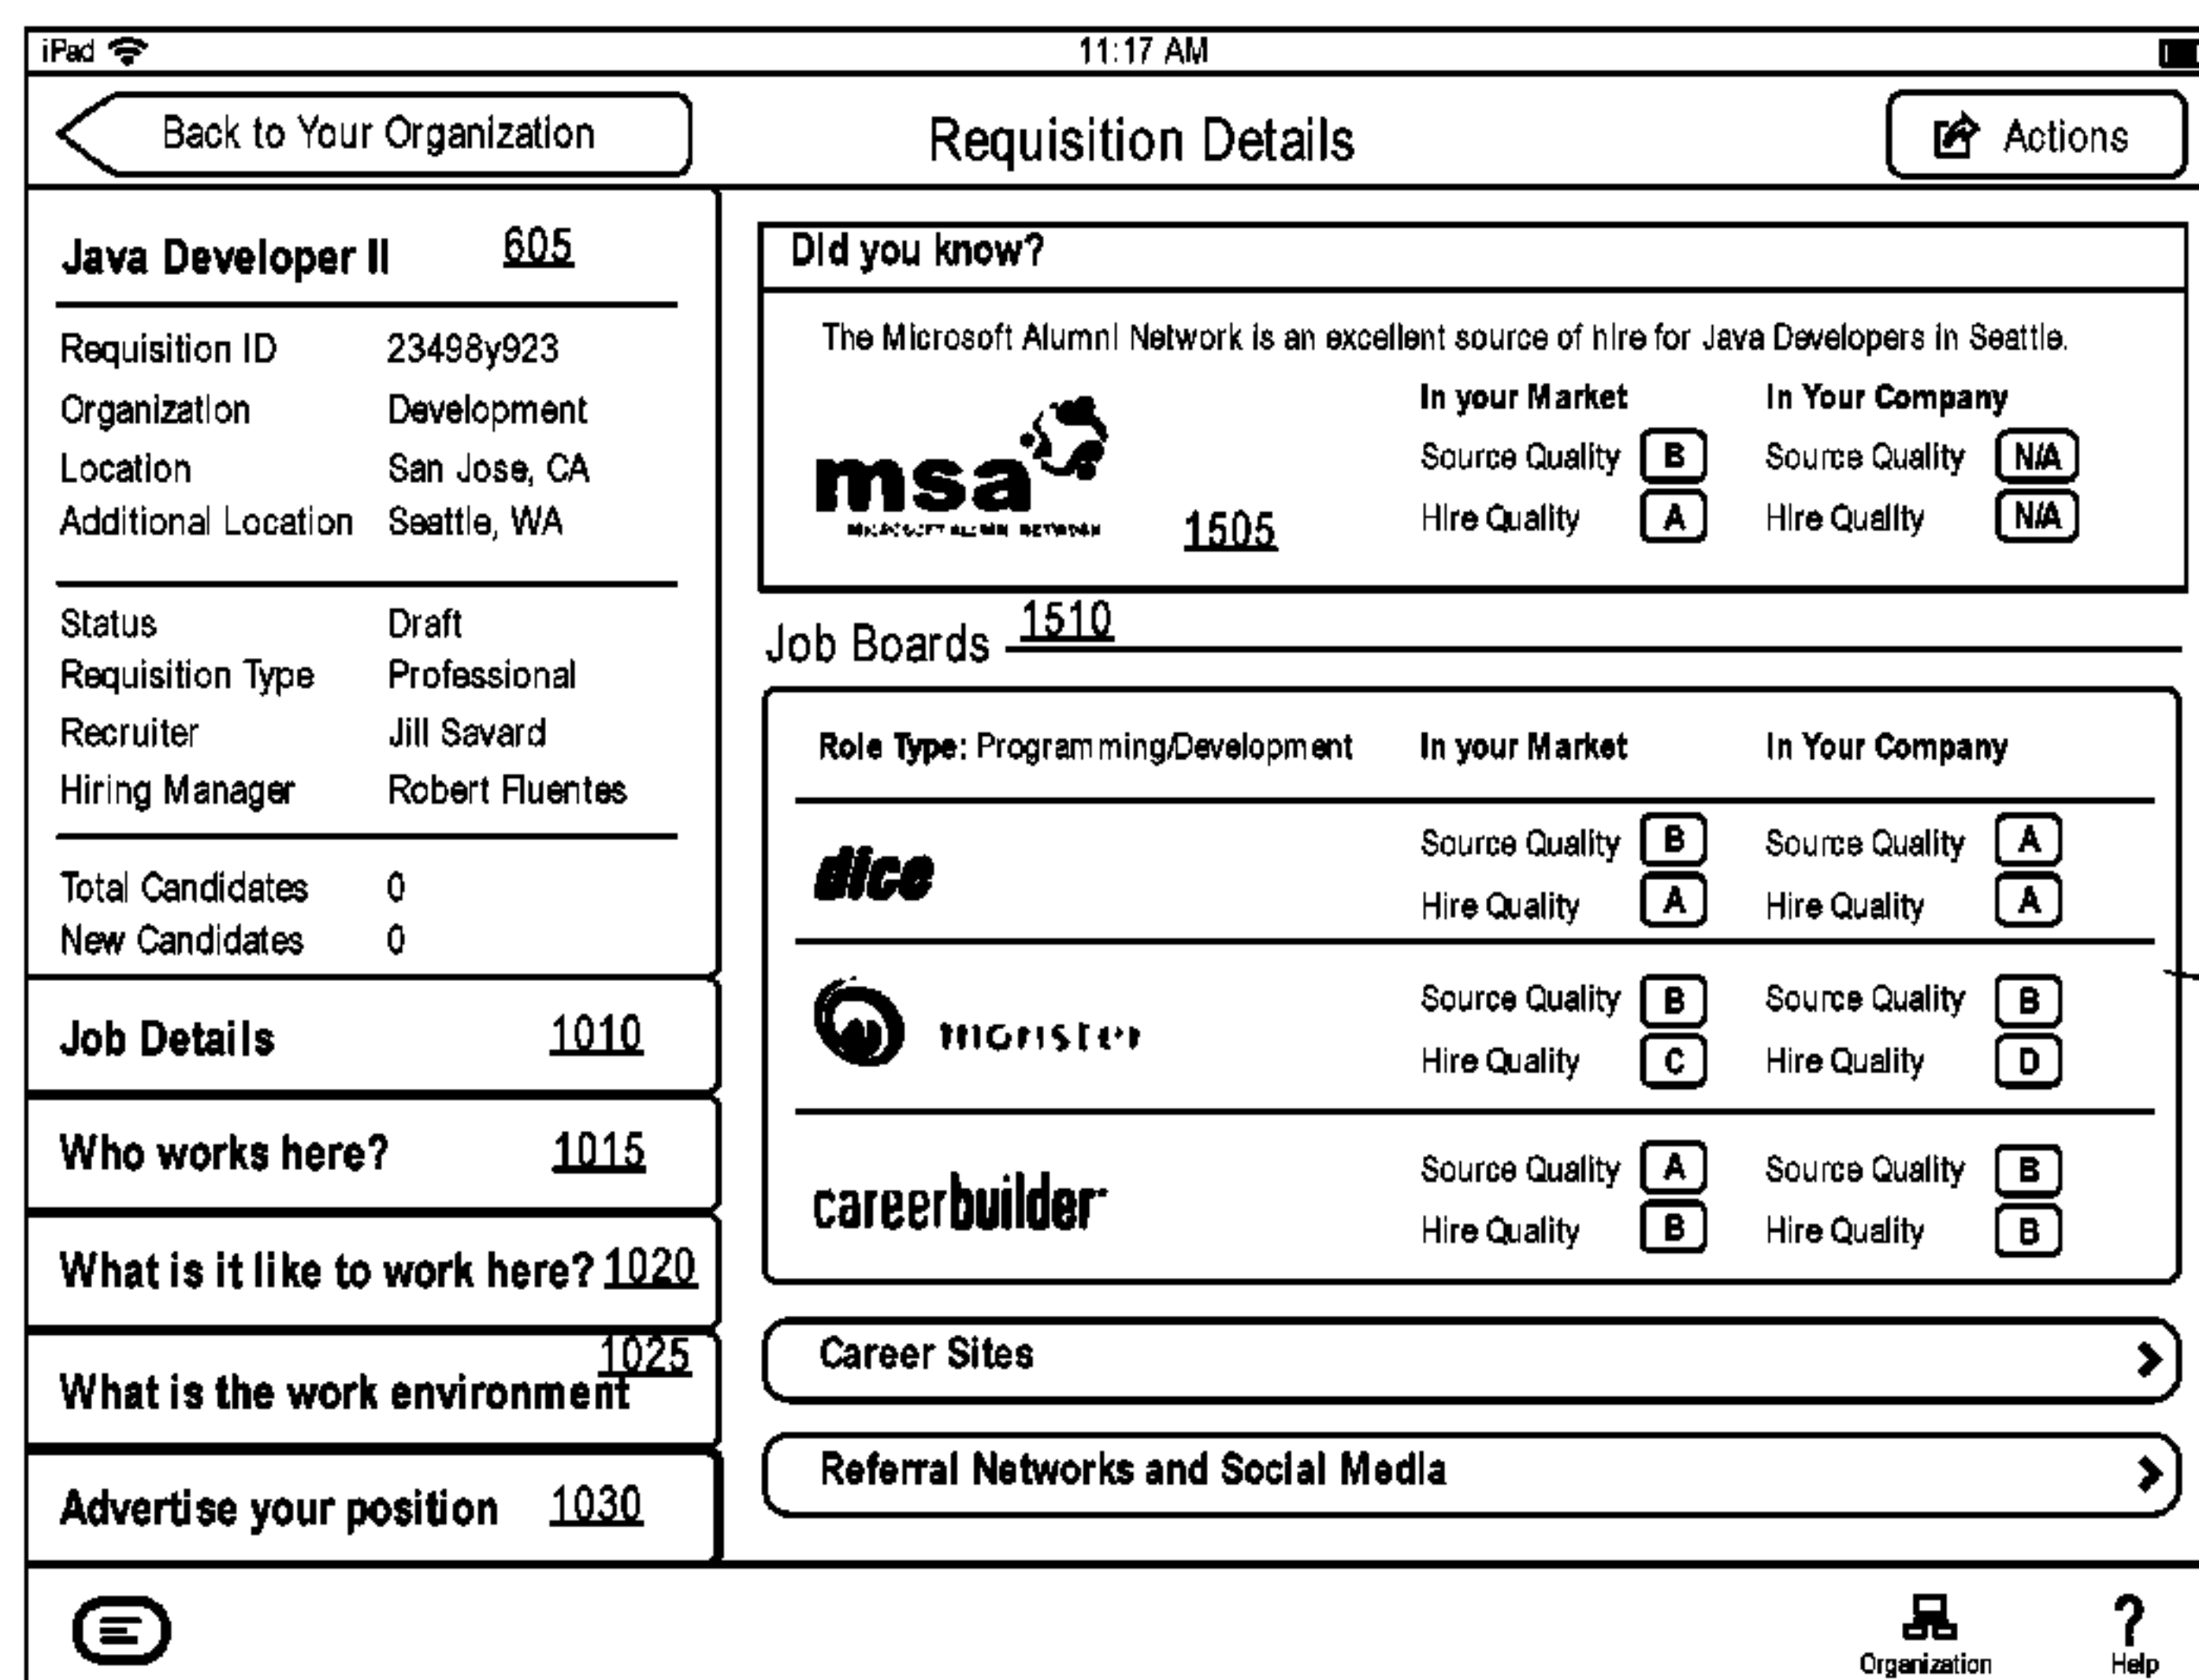 iPad 11:17 AM
Back to Your Organization
Requisition Details
Actions
Java Developer II 605
Requisition ID 23498y923
Organization Development
Location San Jose, CA
Additional Location Seattle, WA
Status Draft
Requisition Type Professional
Recruiter Jill Savard
Hiring Manager Robert Fluentes
Total Candidates 0
New Candidates 0
Job Details 1010
Who works here? 1015
What is it like to work here? 1020
1025
What is the work environment
Advertise your position 1030
Did you know?
The Microsoft Alumni Network is an excellent source of hire for Java Developers in Seattle.
In your Market In Your Company
Source Quality B Source Quality N/A
Hire Quality A Hire Quality N/A
msa
MICROSOFT ALUMNI NETWORK
1505
Job Boards 1510
Role Type: Programming/Development In your Market In Your Company
dice
Source Quality B Source Quality A
Hire Quality A Hire Quality A
monster
Source Quality B Source Quality B
Hire Quality C Hire Quality D
careerbuilder
Source Quality A Source Quality B
Hire Quality B Hire Quality B
Career Sites
Referral Networks and Social Media
Organization
? Help